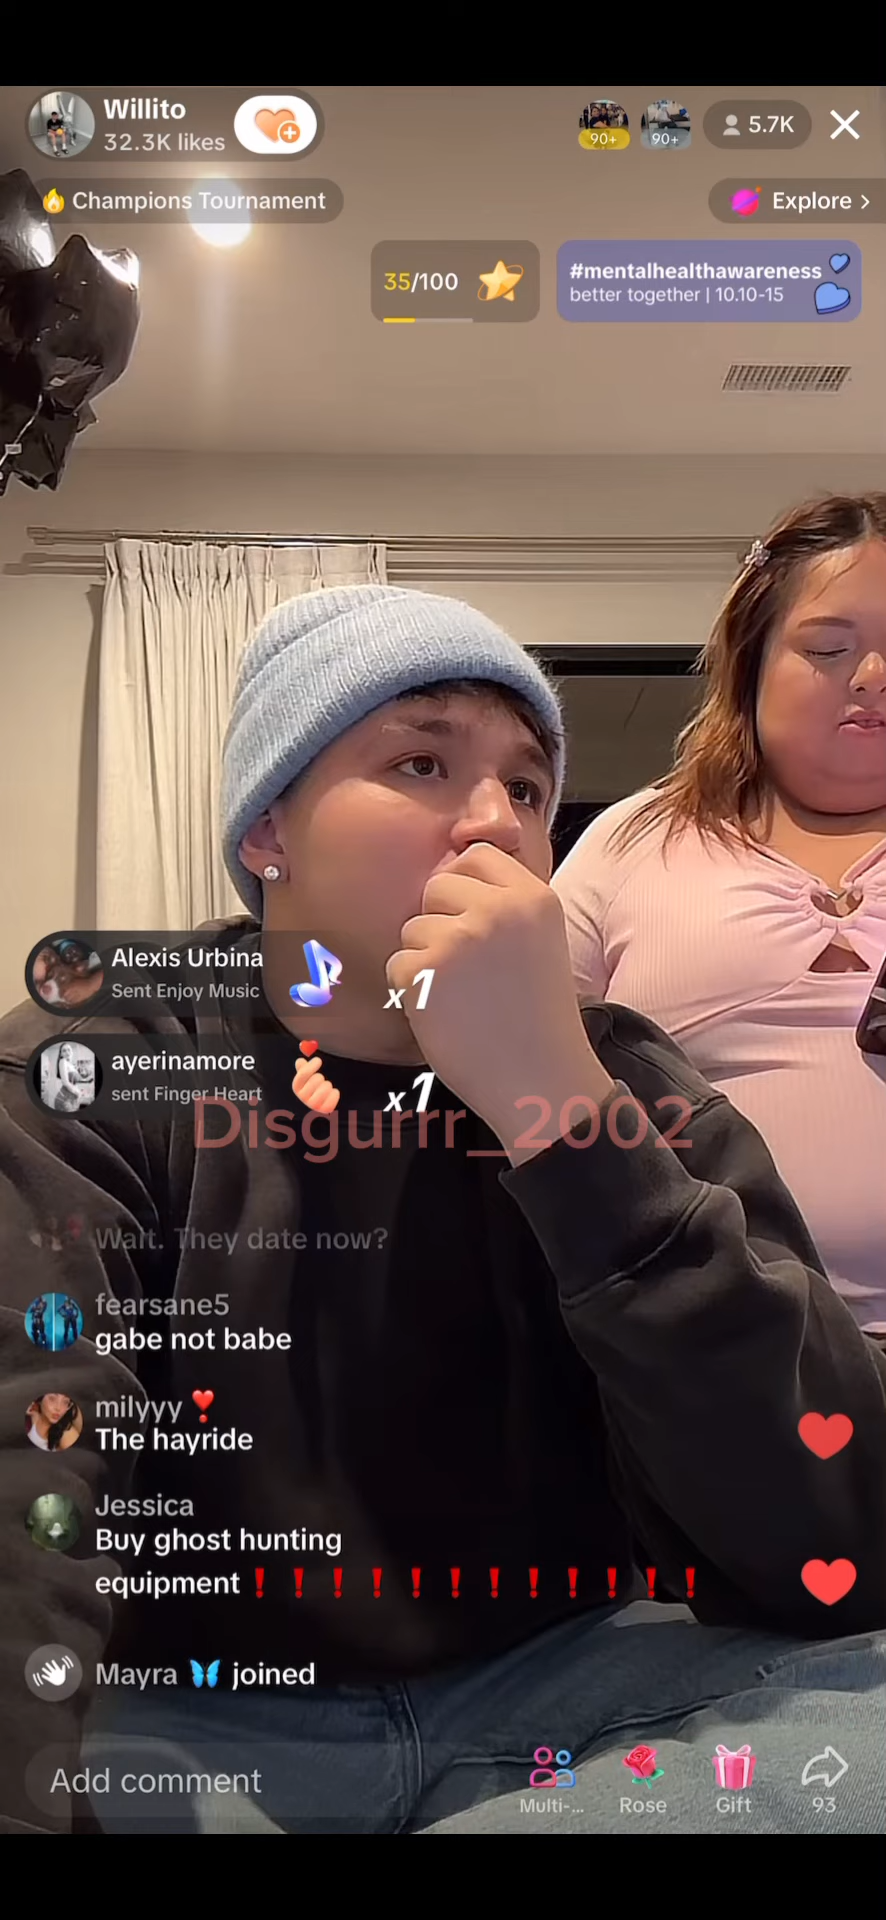 Willito
32.3K likes
90+
90+
5.7K
Champions Tournament
Explore >
35/100
#mentalhealthawareness
better together | 10.10-15
Alexis Urbina
Sent Enjoy Music
x1
ayerinamore
sent Finger Heart
x1
Disgurrr_2002
Wait. They date now?
fearsane5
gabe not babe
milyyy ❣️
The hayride
Jessica
Buy ghost hunting
equipment❗❗❗❗❗❗❗❗❗❗❗❗
Mayra 🦋 joined
Add comment
Multi-...
Rose
Gift
93